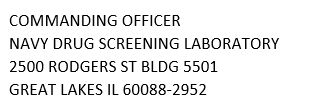 COMMANDING OFFICER
NAVY DRUG SCREENING LABORATORY
2500 RODGERS ST BLDG 5501
GREAT LAKES IL 60088-2952